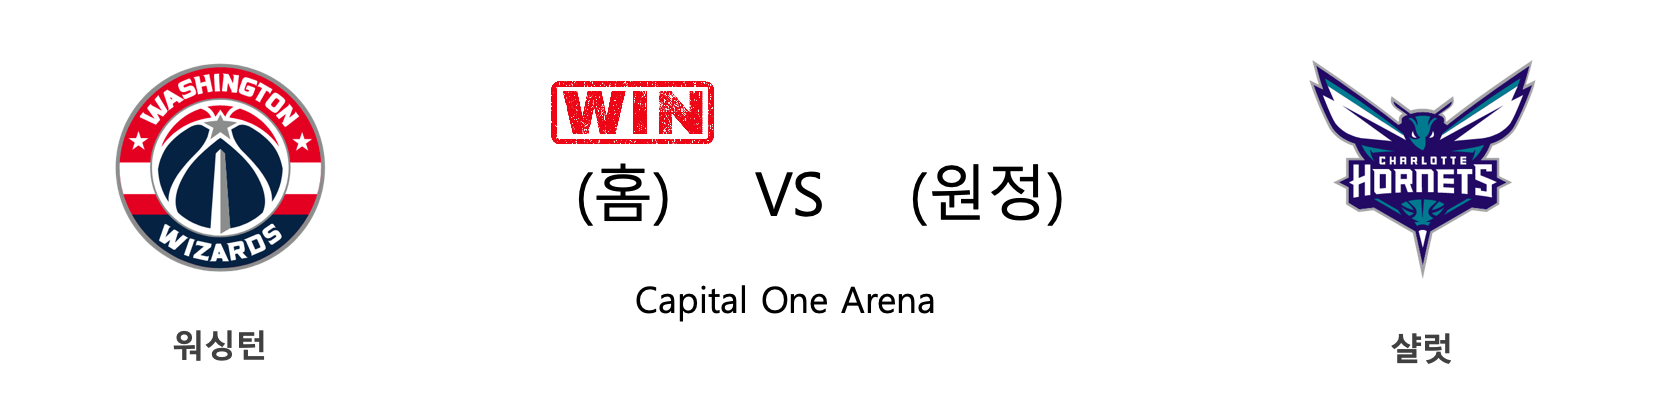 WASHINGTON
WIZARDS
워싱턴
WIN
(홈) VS (원정)
Capital One Arena
CHARLOTTE
HORNETS
샬럿